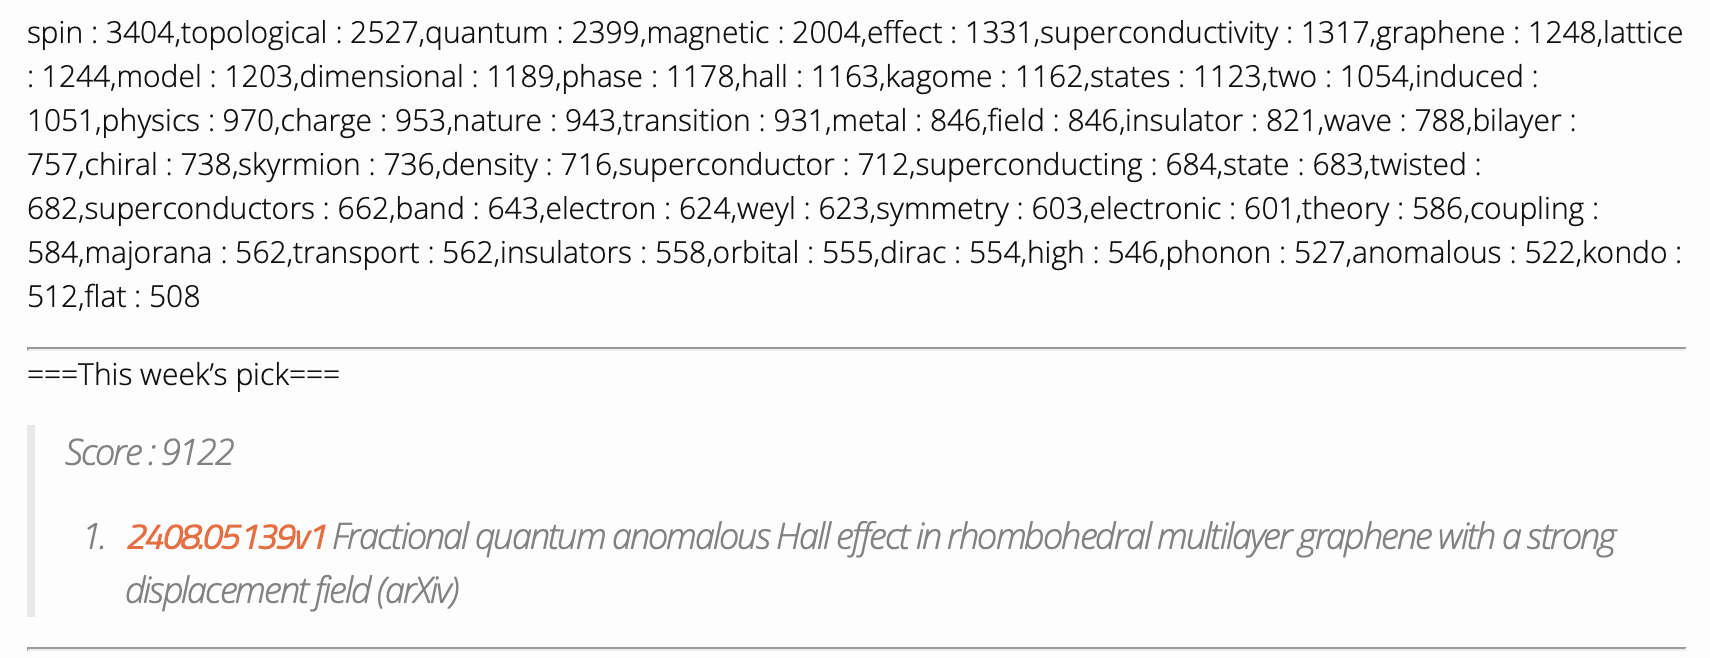 spin : 3404,topological : 2527,quantum : 2399,magnetic : 2004,effect : 1331,superconductivity : 1317,graphene : 1248,lattice
: 1244,model : 1203,dimensional : 1189,phase : 1178,hall : 1163,kagome : 1162,states : 1123,two : 1054,induced :
1051,physics : 970,charge : 953,nature : 943,transition : 931,metal : 846,field : 846,insulator : 821,wave : 788,bilayer :
757,chiral : 738,skyrmion : 736,density : 716,superconductor : 712,superconducting : 684,state : 683,twisted :
682,superconductors : 662,band : 643,electron : 624,weyl : 623,symmetry : 603,electronic : 601,theory : 586,coupling :
584,majorana : 562,transport : 562,insulators : 558,orbital : 555,dirac : 554,high : 546,phonon : 527,anomalous : 522,kondo :
512,flat : 508
===This week’s pick===
Score : 9122
1. 2408.05139v1 Fractional quantum anomalous Hall effect in rhombohedral multilayer graphene with a strong
displacement field (arXiv)